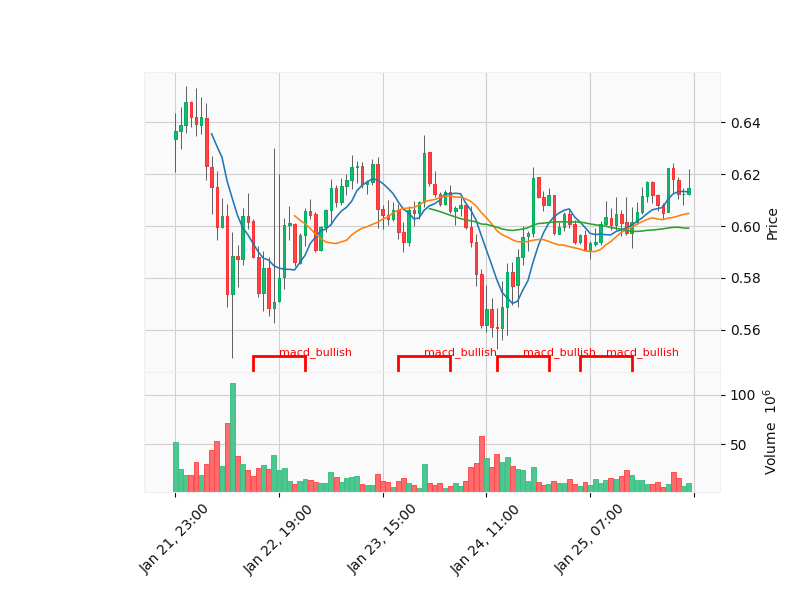 0.64
0.62
0.60
0.58
0.56
Price
macd_bullish
macd_bullish
macd_bullish
macd_bullish
100
50
Volume 10^6
Jan 21, 23:00
Jan 22, 19:00
Jan 23, 15:00
Jan 24, 11:00
Jan 25, 07:00